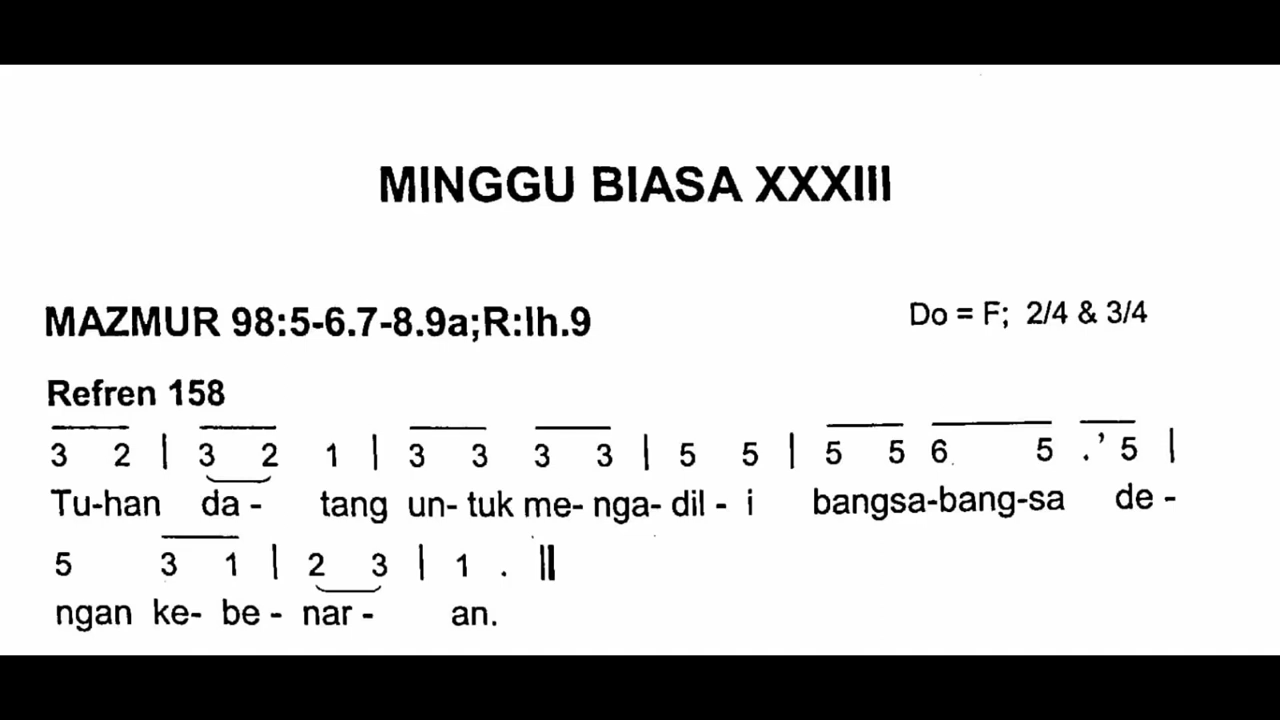 MINGGU BIASA XXXIII
MAZMUR 98:5-6.7-8.9a;R:lh.9
Do = F; 2/4 & 3/4
Refren 158
3 2 | 3 2 1 | 3 3 3 3 | 5 5 | 5 5 6 5 .’ 5 |
Tu-han da - tang un- tuk me- nga- dil - i bangsa-bang-sa de -
5 3 1 | 2 3 | 1 . ||
ngan ke- be - nar - an.